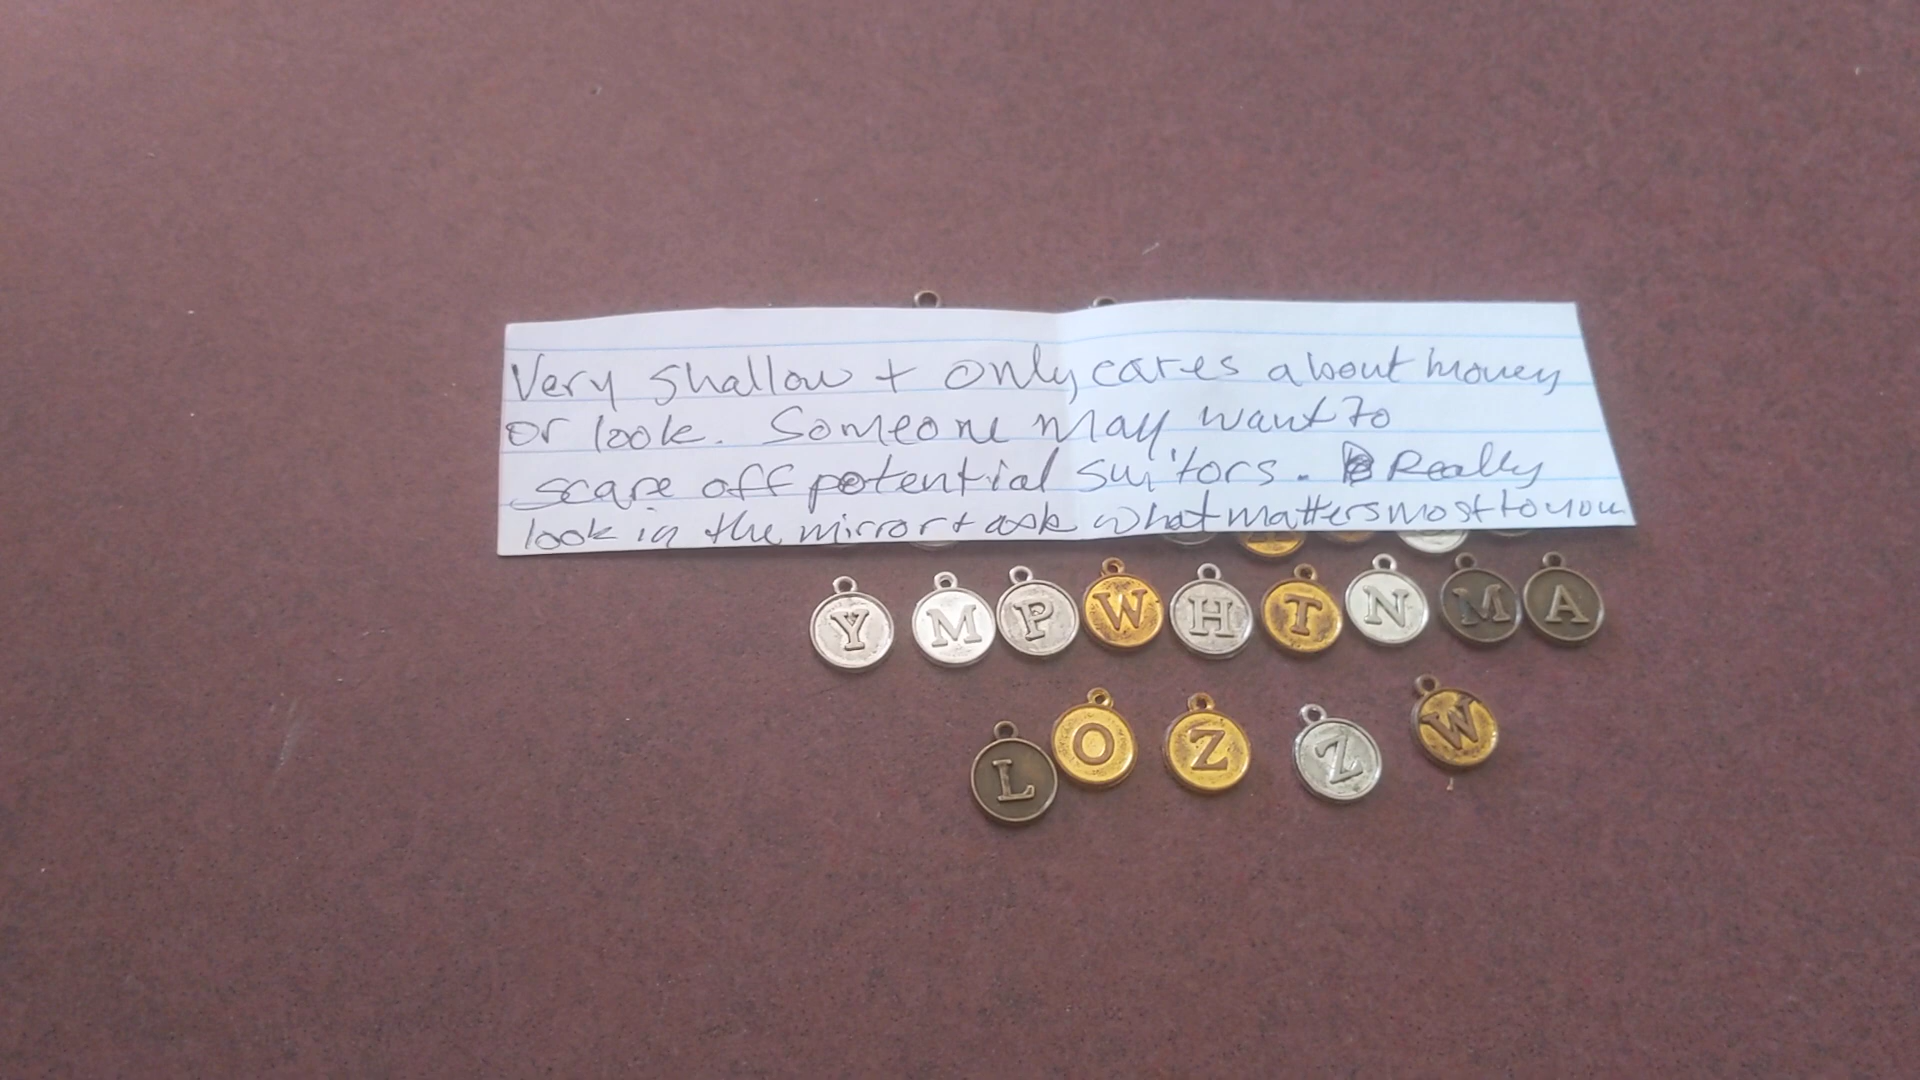 Very shallow + only cares about money
or look. Someone may want to
scare off potential suitors. Really
look in the mirror + ask what matters most to you
Y M P W H T N M A
L O Z Z W